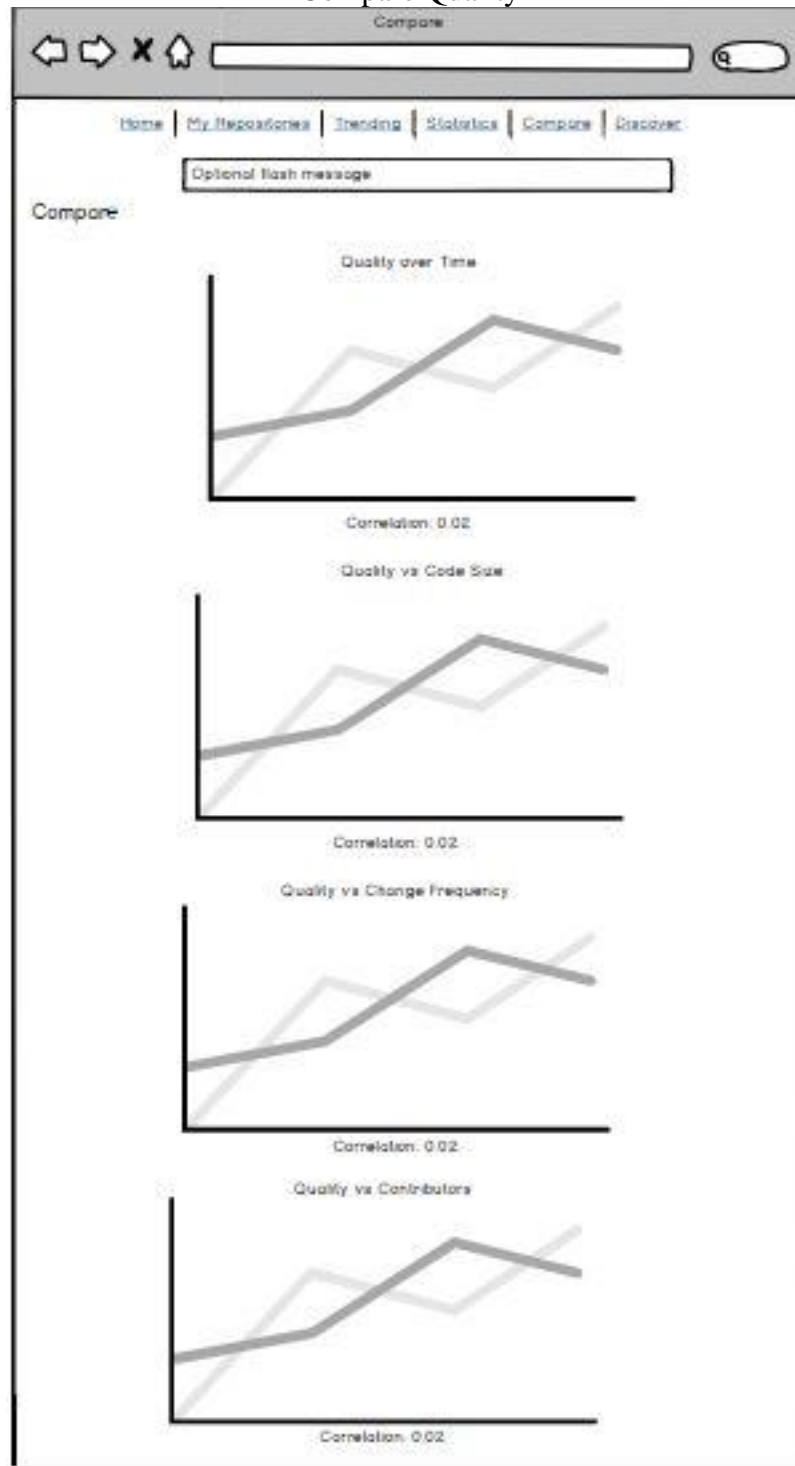 Compare Quality
Compare
Home My Repositories Trending Statistics Compare Discover
Optional flash message
Compare
Quality over Time
Correlation: 0.02
Quality vs Code Size
Correlation: 0.02
Quality vs Change Frequency
Correlation: 0.02
Quality vs Contributors
Correlation: 0.02